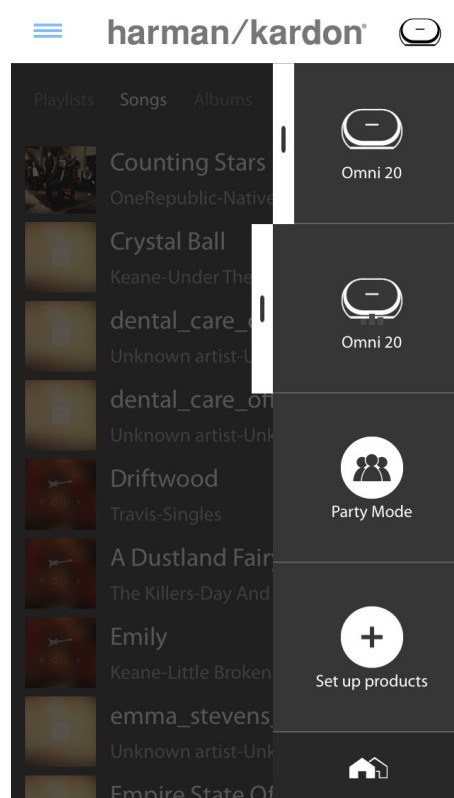 harman/kardon
Playlists Songs Albums
Counting Stars
OneRepublic-Native
Crystal Ball
Keane-Under The
dental_care_
Unknown artist-U
dental_care_off
Unknown artist-Unk
Driftwood
Travis-Singles
A Dustland Fair
The Killers-Day And
Emily
Keane-Little Broken
emma_stevens_
Unknown artist-Unk
Empire State Of
Omni 20
Omni 20
Party Mode
Set up products